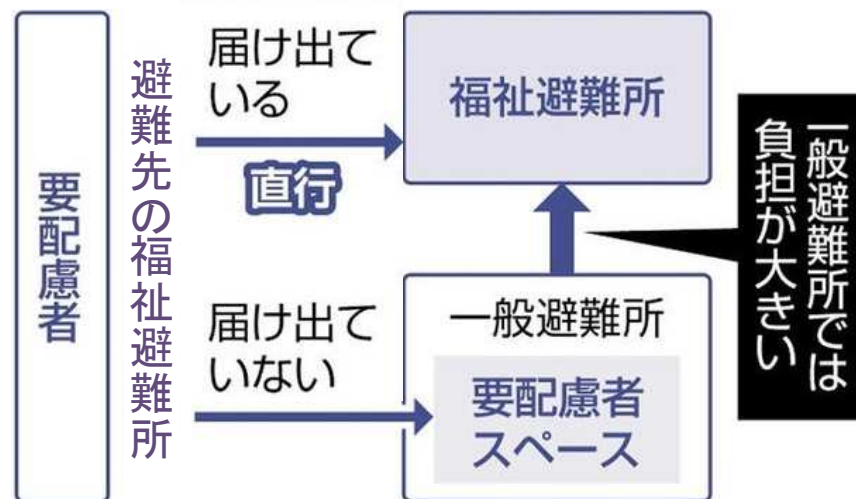 要配慮者
避難先の福祉避難所
届け出て
いる
直行
福祉避難所
届け出て
いない
一般避難所
要配慮者
スペース
一般避難所では
負担が大きい